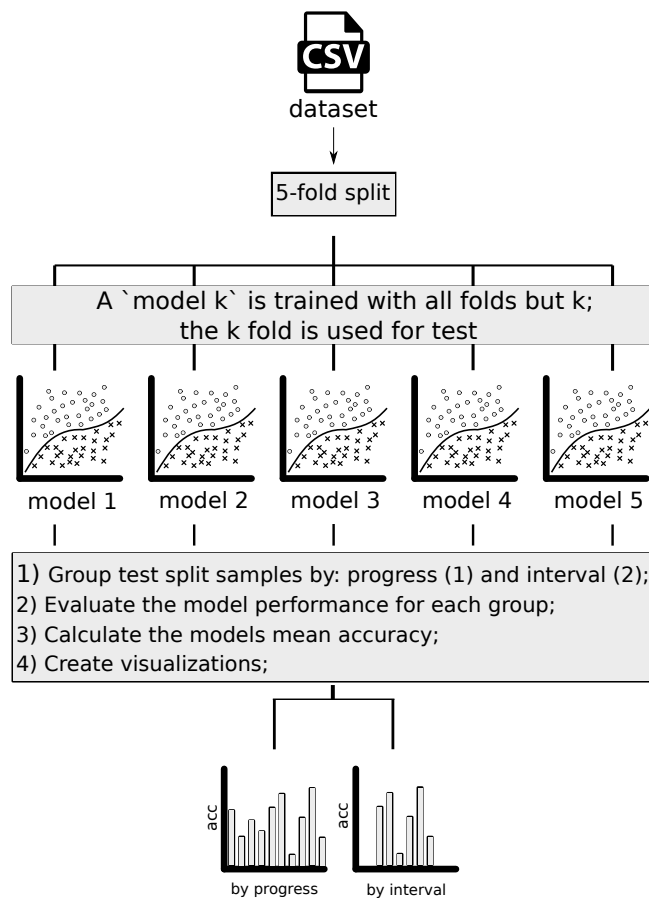 CSV
dataset
5-fold split
A `model k` is trained with all folds but k;
the k fold is used for test
model 1
model 2
model 3
model 4
model 5
1) Group test split samples by: progress (1) and interval (2);
2) Evaluate the model performance for each group;
3) Calculate the models mean accuracy;
4) Create visualizations;
acc
by progress
acc
by interval